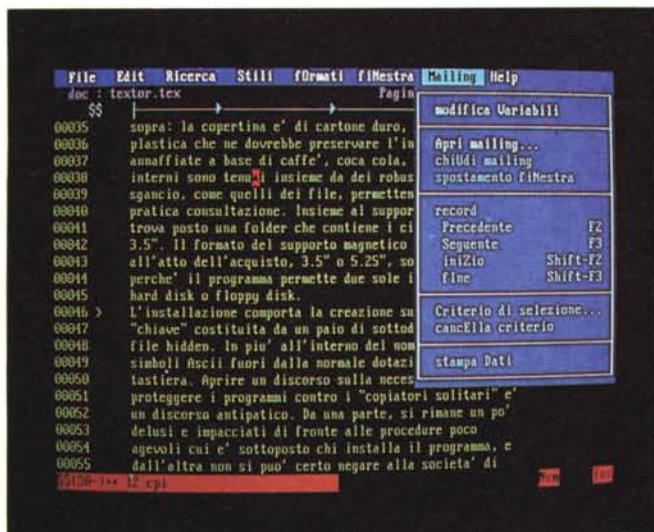 File Edit Ricerca Stili fOrmati fiNestra Mailing Help
doc : textor.tex Pagin
$$
modifica Variabili
Apri mailing...
chiUdi mailing
spostamento fiNestra
record
Precedente F2
Seguente F3
iniZio Shift-F2
fIne Shift-F3
Criterio di selezione...
cancElla criterio
stampa Dati
00035 sopra: la copertina e' di cartone duro,
00036 plastica che ne dovrebbe preservare l'in
00037 annaffiate a base di caffe', coca cola,
00038 interni sono tenu i insieme da dei robus
00039 sgancio, come quelli dei file, permetten
00040 pratica consultazione. Insieme al suppor
00041 trova posto una folder che contiene i ci
00042 3.5". Il formato del supporto magnetico
00043 all'atto dell'acquisto, 3.5" o 5.25", so
00044 perche' il programma permette due sole i
00045 hard disk o floppy disk.
00046 > L'installazione comporta la creazione su
00047 "chiave" costituita da un paio di sottod
00048 file hidden. In piu' all'interno del nom
00049 simboli Ascii fuori dalla normale dotazi
00050 tastiera. Aprire un discorso sulla neces
00051 proteggere i programmi contro i "copiatori solitari" e'
00052 un discorso antipatico. Da una parte, si rimane un po'
00053 delusi e impacciati di fronte alle procedure poco
00054 agevoli cui e' sottoposto chi installa il programma, e
00055 dall'altra non si puo' certo negare alla societa' di
12 cpi Num